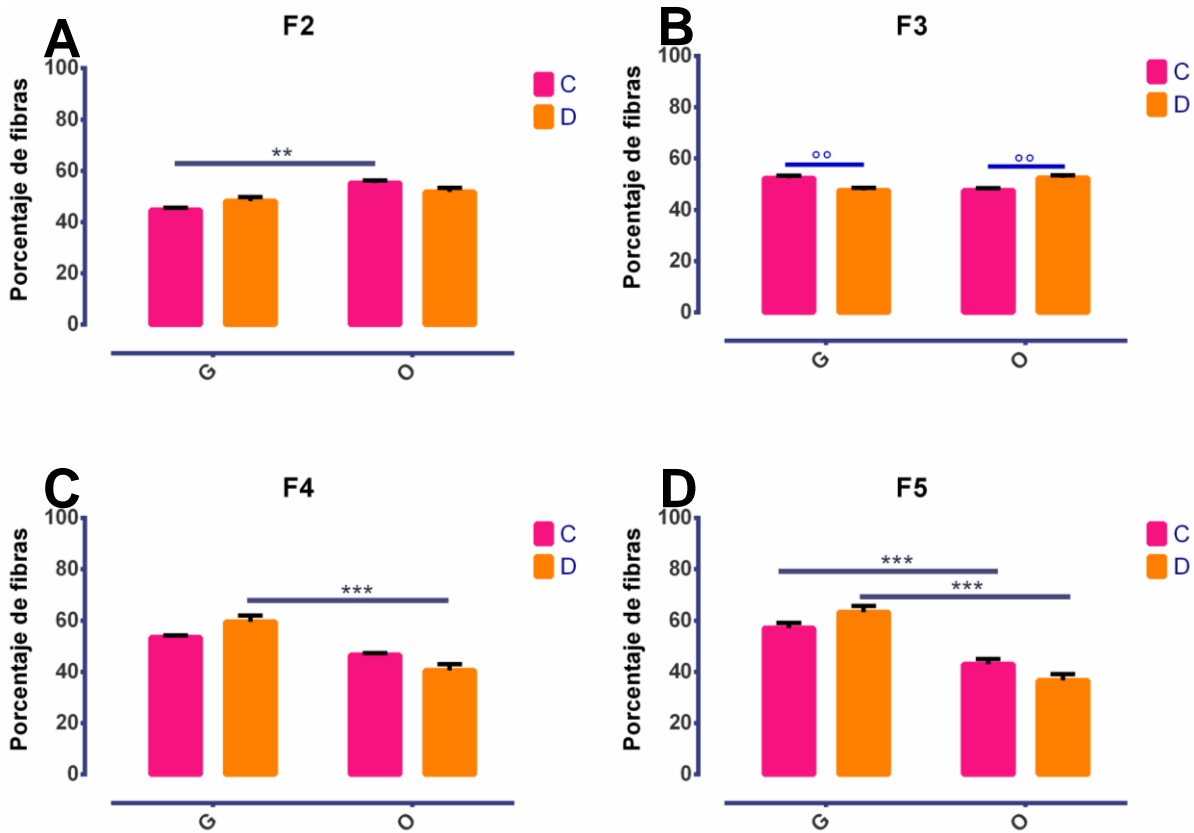 A
F2
Porcentaje de fibras
100
80
60
40
20
0
**
C
D
G
O
B
F3
Porcentaje de fibras
100
80
60
40
20
0
°°
°°
C
D
G
O
C
F4
Porcentaje de fibras
100
80
60
40
20
0
***
C
D
G
O
D
F5
Porcentaje de fibras
100
80
60
40
20
0
***
***
C
D
G
O